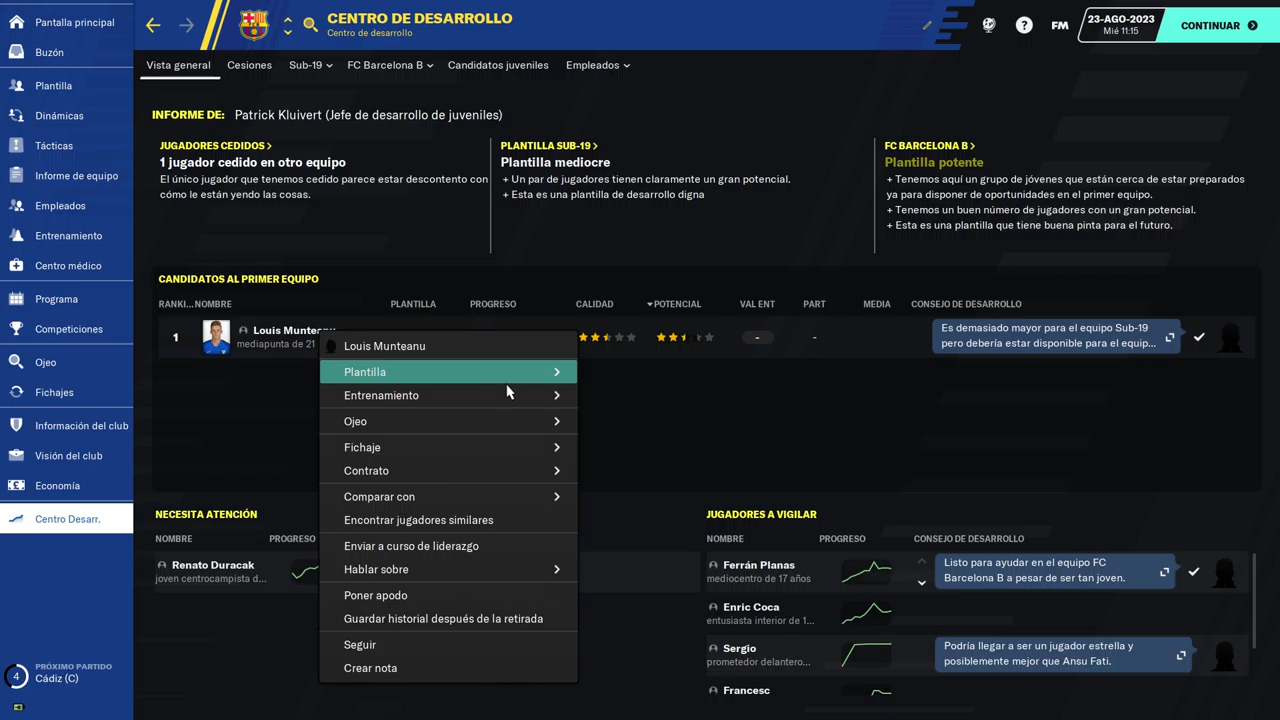 Pantalla principal
Buzón
Plantilla
Dinámicas
Tácticas
Informe de equipo
Empleados
Entrenamiento
Centro médico
Programa
Competiciones
Ojeo
Fichajes
Información del club
Visión del club
Economía
Centro Desarr.
4
PRÓXIMO PARTIDO
Cádiz (C)
CENTRO DE DESARROLLO
Centro de desarrollo
FM
23-AGO-2023
Mié 11:15
CONTINUAR
Vista general
Cesiones
Sub-19
FC Barcelona B
Candidatos juveniles
Empleados
INFORME DE: Patrick Kluivert (Jefe de desarrollo de juveniles)
JUGADORES CEDIDOS
1 jugador cedido en otro equipo
El único jugador que tenemos cedido parece estar descontento con
cómo le están yendo las cosas.
PLANTILLA SUB-19
Plantilla mediocre
+ Un par de jugadores tienen claramente un gran potencial.
+ Esta es una plantilla de desarrollo digna
FC BARCELONA B
Plantilla potente
+ Tenemos aquí un grupo de jóvenes que están cerca de estar preparados
ya para disponer de oportunidades en el primer equipo.
+ Tenemos un buen número de jugadores con un gran potencial.
+ Esta es una plantilla que tiene buena pinta para el futuro.
CANDIDATOS AL PRIMER EQUIPO
RANKI... NOMBRE PLANTILLA PROGRESO CALIDAD POTENCIAL VAL ENT PART MEDIA CONSEJO DE DESARROLLO
1
Louis Munteanu
mediapunta de 21
-
-
Es demasiado mayor para el equipo Sub-19
pero debería estar disponible para el equip...
Louis Munteanu
Plantilla
Entrenamiento
Ojeo
Fichaje
Contrato
Comparar con
Encontrar jugadores similares
Enviar a curso de liderazgo
Hablar sobre
Poner apodo
Guardar historial después de la retirada
Seguir
Crear nota
NECESITA ATENCIÓN
NOMBRE PROGRESO
Renato Duracak
joven centrocampista d...
JUGADORES A VIGILAR
NOMBRE PROGRESO CONSEJO DE DESARROLLO
Ferrán Planas
mediocentro de 17 años
Listo para ayudar en el equipo FC
Barcelona B a pesar de ser tan joven.
Enric Coca
entusiasta interior de 1...
Sergio
prometedor delantero...
Podría llegar a ser un jugador estrella y
posiblemente mejor que Ansu Fati.
Francesc